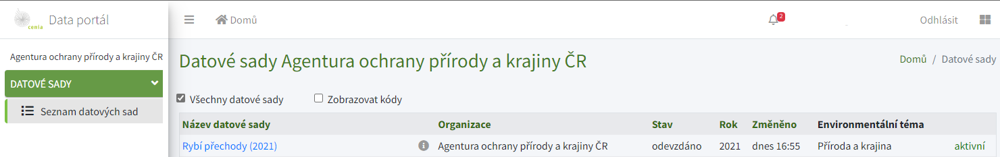 cenia Data portál
Domů
2
Odhlásit
Agentura ochrany přírody a krajiny ČR
DATOVÉ SADY
Seznam datových sad
Datové sady Agentura ochrany přírody a krajiny ČR
Domů / Datové sady
Všechny datové sady Zobrazovat kódy
Název datové sady Organizace Stav Rok Změněno Environmentální téma
Rybí přechody (2021) Agentura ochrany přírody a krajiny ČR odevzdáno 2021 dnes 16:55 Příroda a krajina aktivní